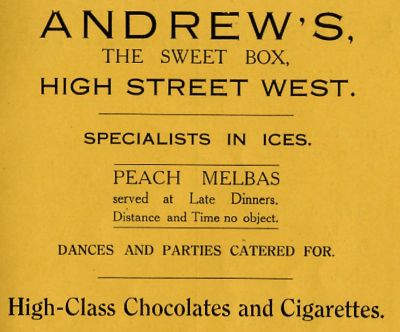 ANDREW'S,
THE SWEET BOX,
HIGH STREET WEST.
SPECIALISTS IN ICES.
PEACH MELBAS
served at Late Dinners.
Distance and Time no object.
DANCES AND PARTIES CATERED FOR.
High-Class Chocolates and Cigarettes.